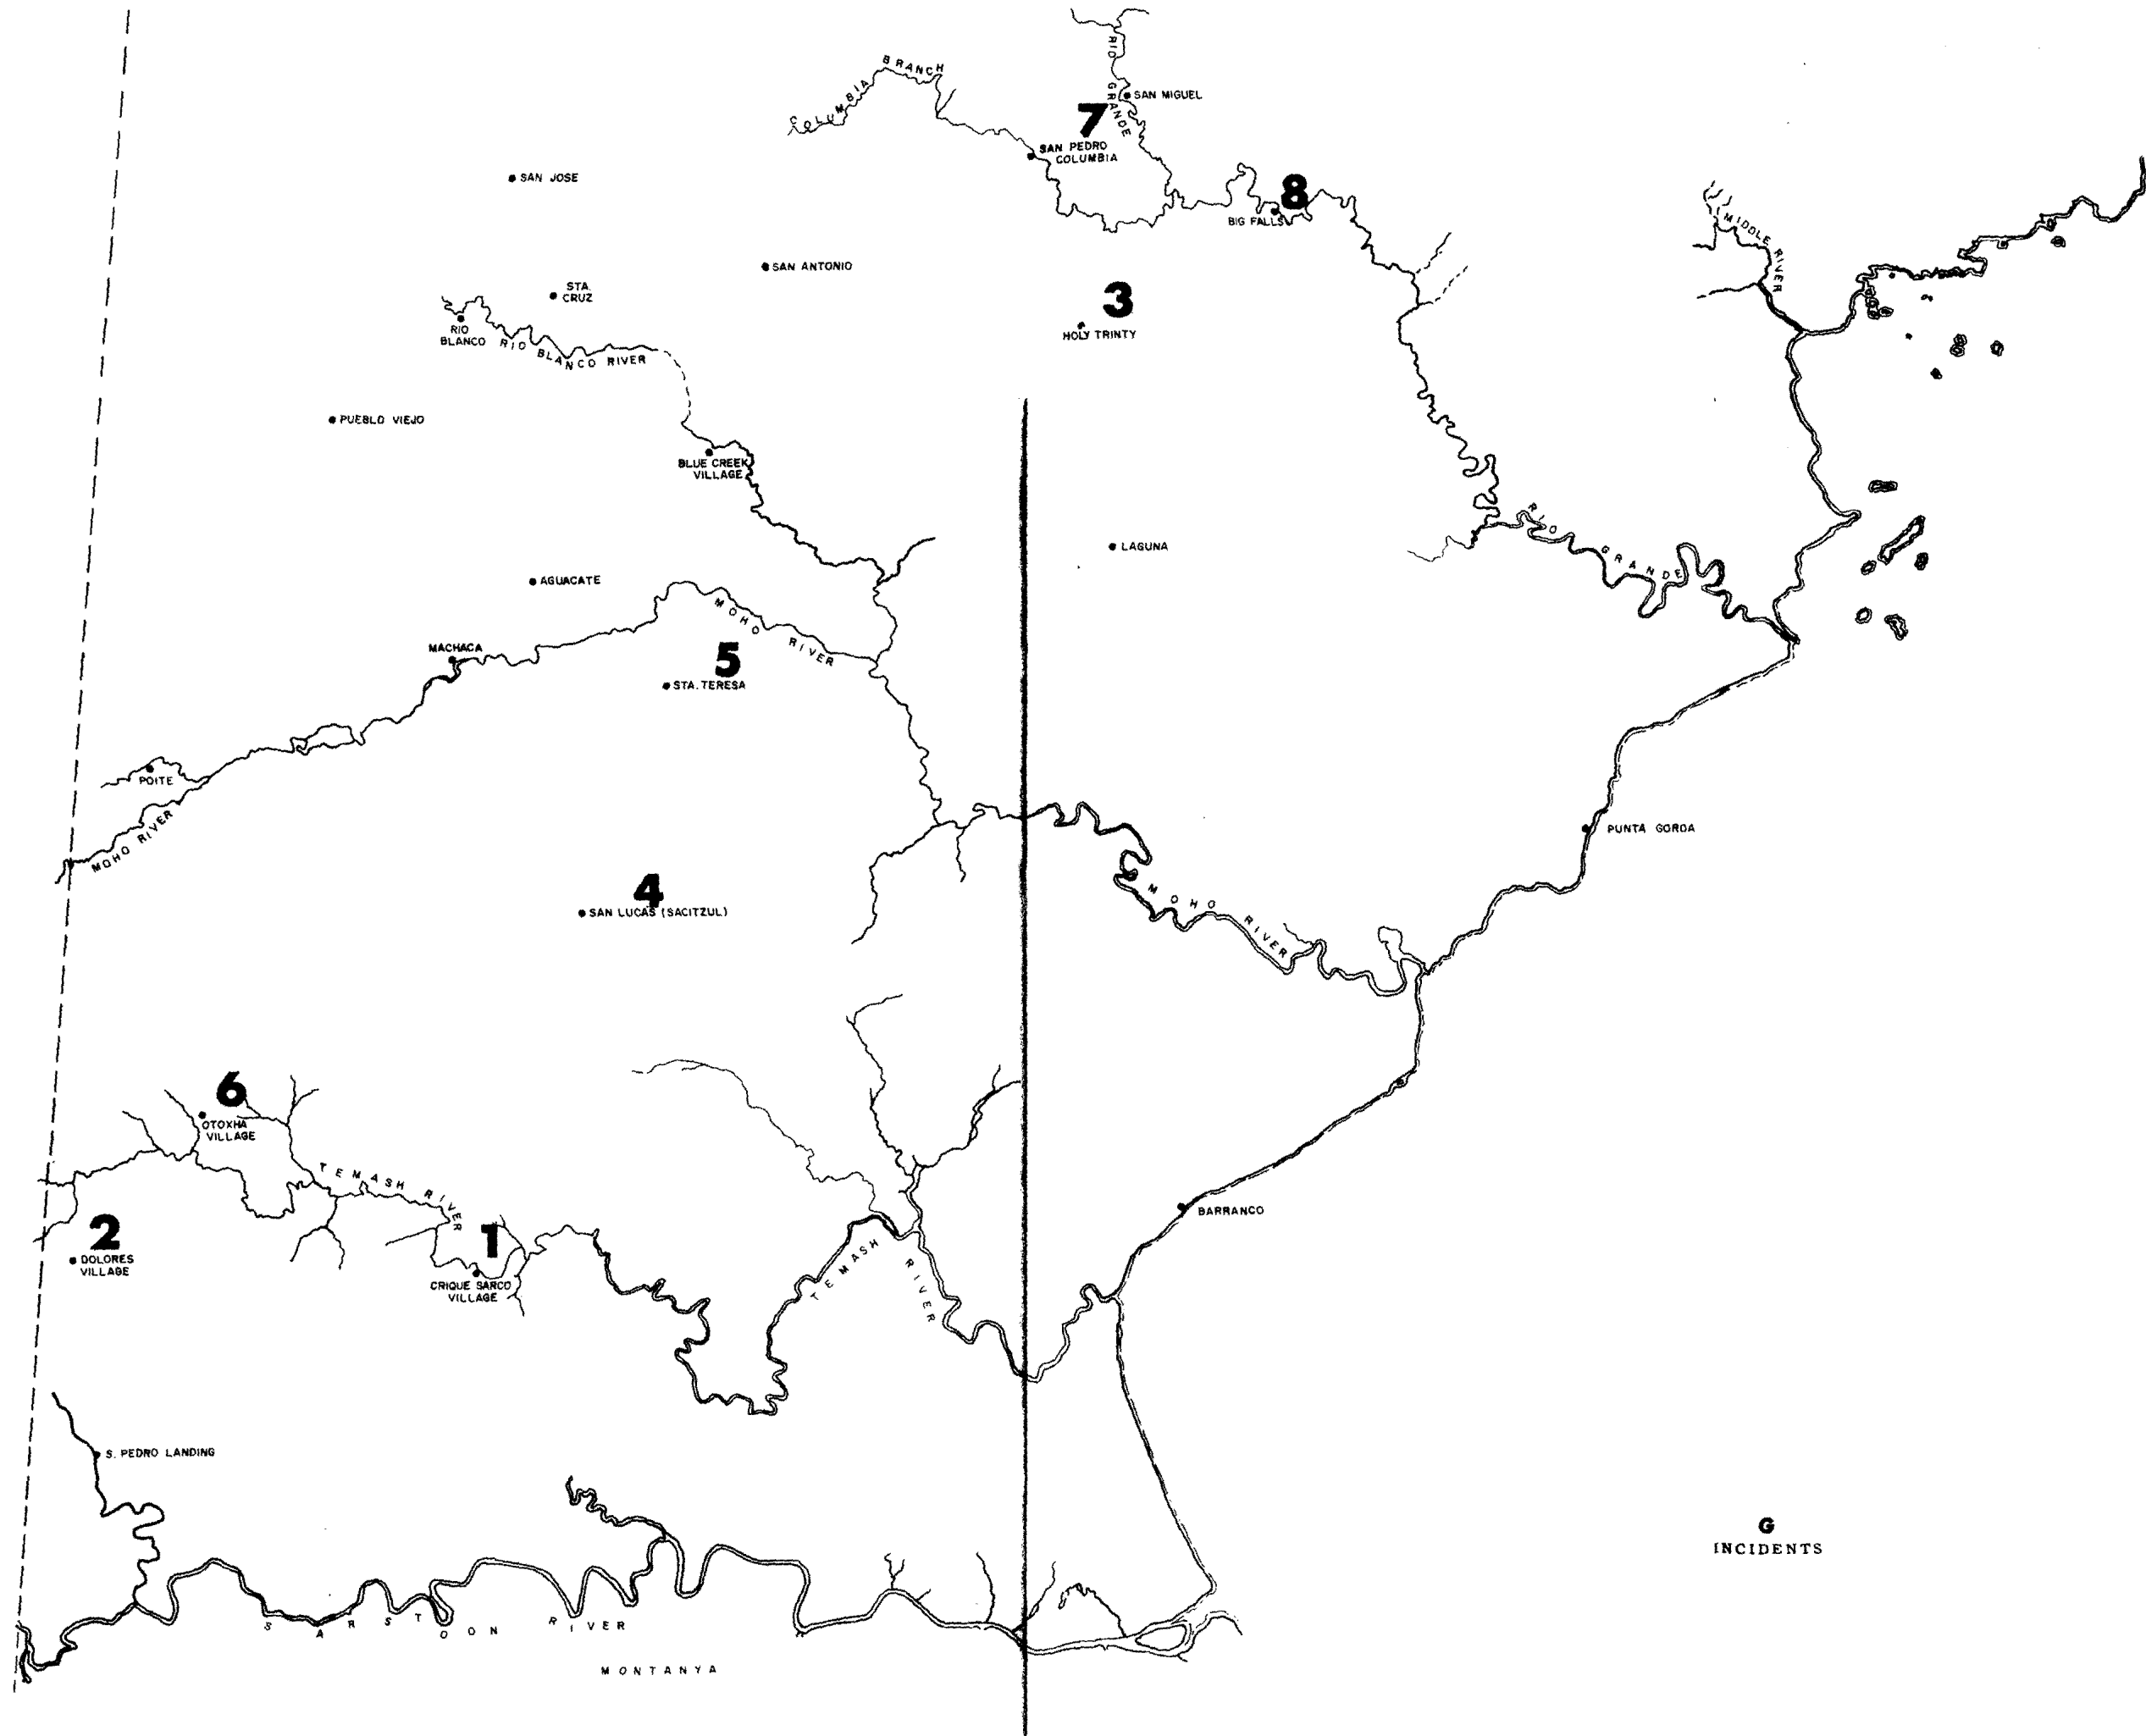 COLUMBIA BRANCH
RIO GRANDE
SAN MIGUEL
7
SAN PEDRO
COLUMBIA
SAN JOSE
8
BIG FALLS
MIDDLE RIVER
SAN ANTONIO
STA.
CRUZ
3
HOLY TRINTY
RIO
BLANCO
RIO BLANCO RIVER
PUEBLO VIEJO
BLUE CREEK
VILLAGE
RIO GRANDE
LAGUNA
AGUACATE
MOHO RIVER
MACHACA
5
STA. TERESA
POITE
MOHO RIVER
PUNTA GORDA
4
SAN LUCAS (SACITZUL)
MOHO RIVER
6
OTOXHA
VILLAGE
TEMASH RIVER
BARRANCO
2
DOLORES
VILLAGE
1
CRIQUE SARCO
VILLAGE
TEMASH RIVER
S. PEDRO LANDING
G
INCIDENTS
SARSTOON RIVER
MONTANYA